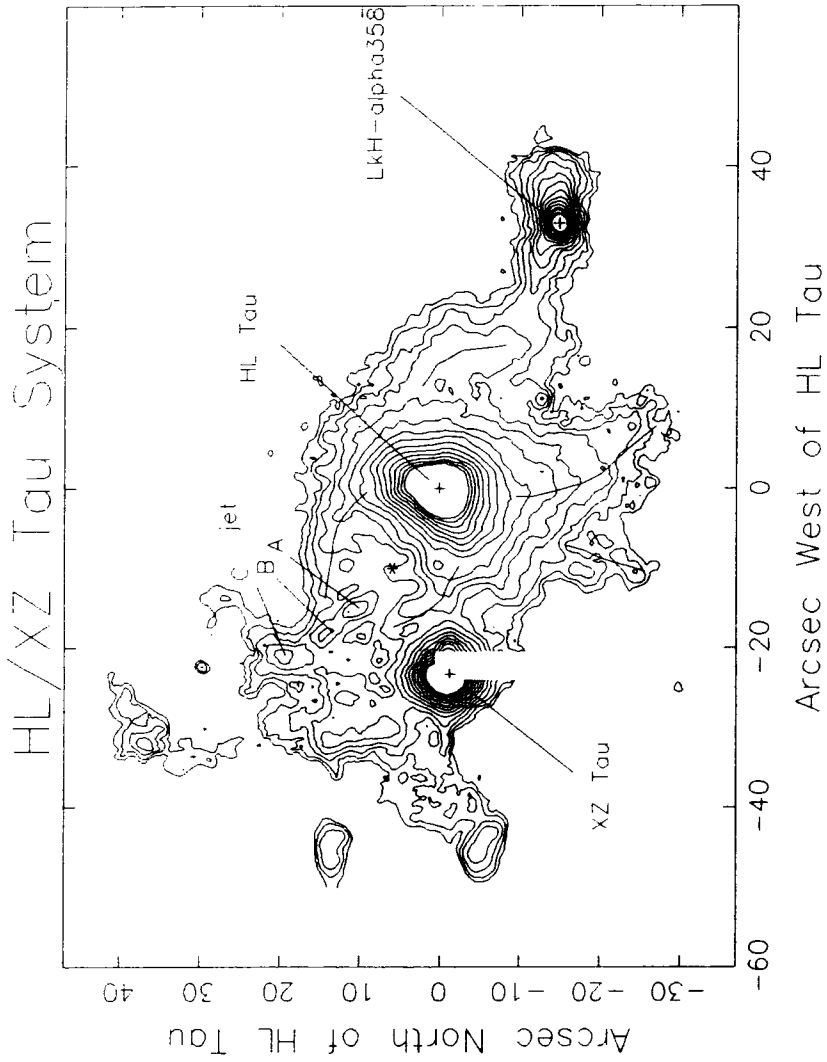 HL/XZ Tau System
Arcsec North of HL Tau
40
30
20
10
0
-10
-20
-30
C
B
A
jet
HL Tau
LkH-alpha358
XZ Tau
-60
-40
-20
0
20
40
Arcsec West of HL Tau